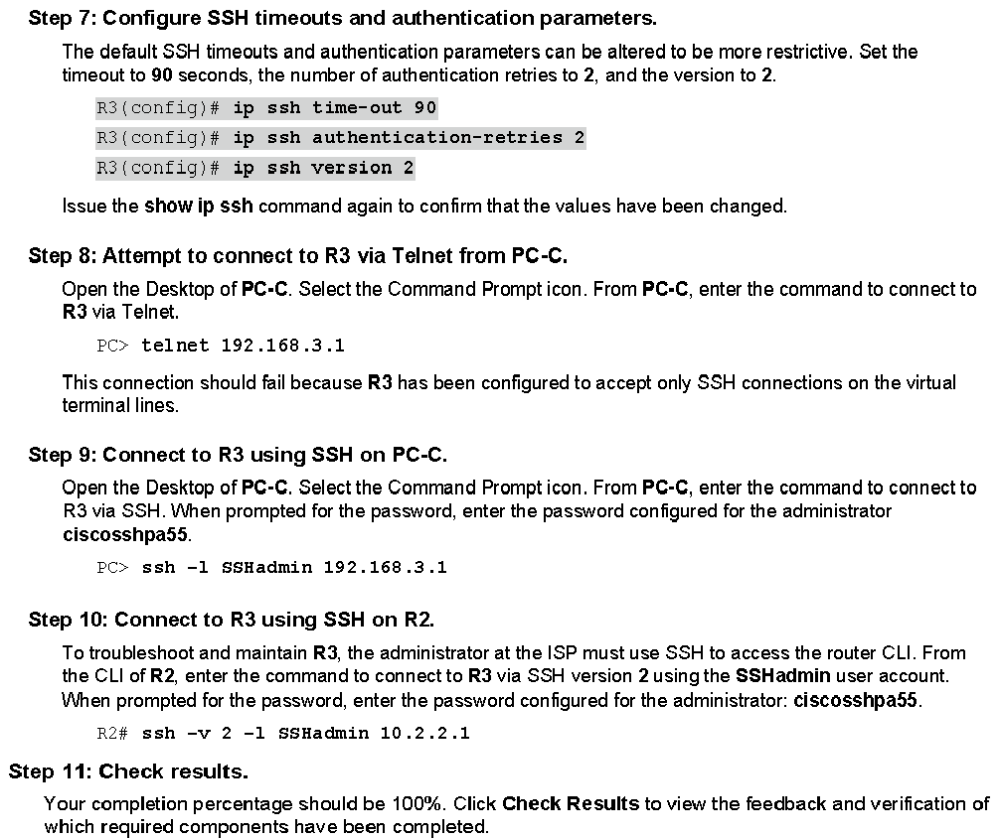 Step 7: Configure SSH timeouts and authentication parameters.
The default SSH timeouts and authentication parameters can be altered to be more restrictive. Set the
timeout to 90 seconds, the number of authentication retries to 2, and the version to 2.
R3(config)# ip ssh time-out 90
R3(config)# ip ssh authentication-retries 2
R3(config)# ip ssh version 2
Issue the show ip ssh command again to confirm that the values have been changed.
Step 8: Attempt to connect to R3 via Telnet from PC-C.
Open the Desktop of PC-C. Select the Command Prompt icon. From PC-C, enter the command to connect to
R3 via Telnet.
PC> telnet 192.168.3.1
This connection should fail because R3 has been configured to accept only SSH connections on the virtual
terminal lines.
Step 9: Connect to R3 using SSH on PC-C.
Open the Desktop of PC-C. Select the Command Prompt icon. From PC-C, enter the command to connect to
R3 via SSH. When prompted for the password, enter the password configured for the administrator
ciscosshpa55.
PC> ssh –l SSHadmin 192.168.3.1
Step 10: Connect to R3 using SSH on R2.
To troubleshoot and maintain R3, the administrator at the ISP must use SSH to access the router CLI. From
the CLI of R2, enter the command to connect to R3 via SSH version 2 using the SSHadmin user account.
When prompted for the password, enter the password configured for the administrator: ciscosshpa55.
R2# ssh –v 2 –l SSHadmin 10.2.2.1
Step 11: Check results.
Your completion percentage should be 100%. Click Check Results to view the feedback and verification of
which required components have been completed.